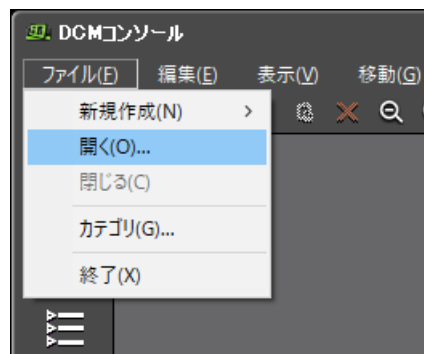 DCMコンソール
ファイル(F) 編集(E) 表示(V) 移動(G)
新規作成(N)
開く(O)...
閉じる(C)
カテゴリ(G)...
終了(X)